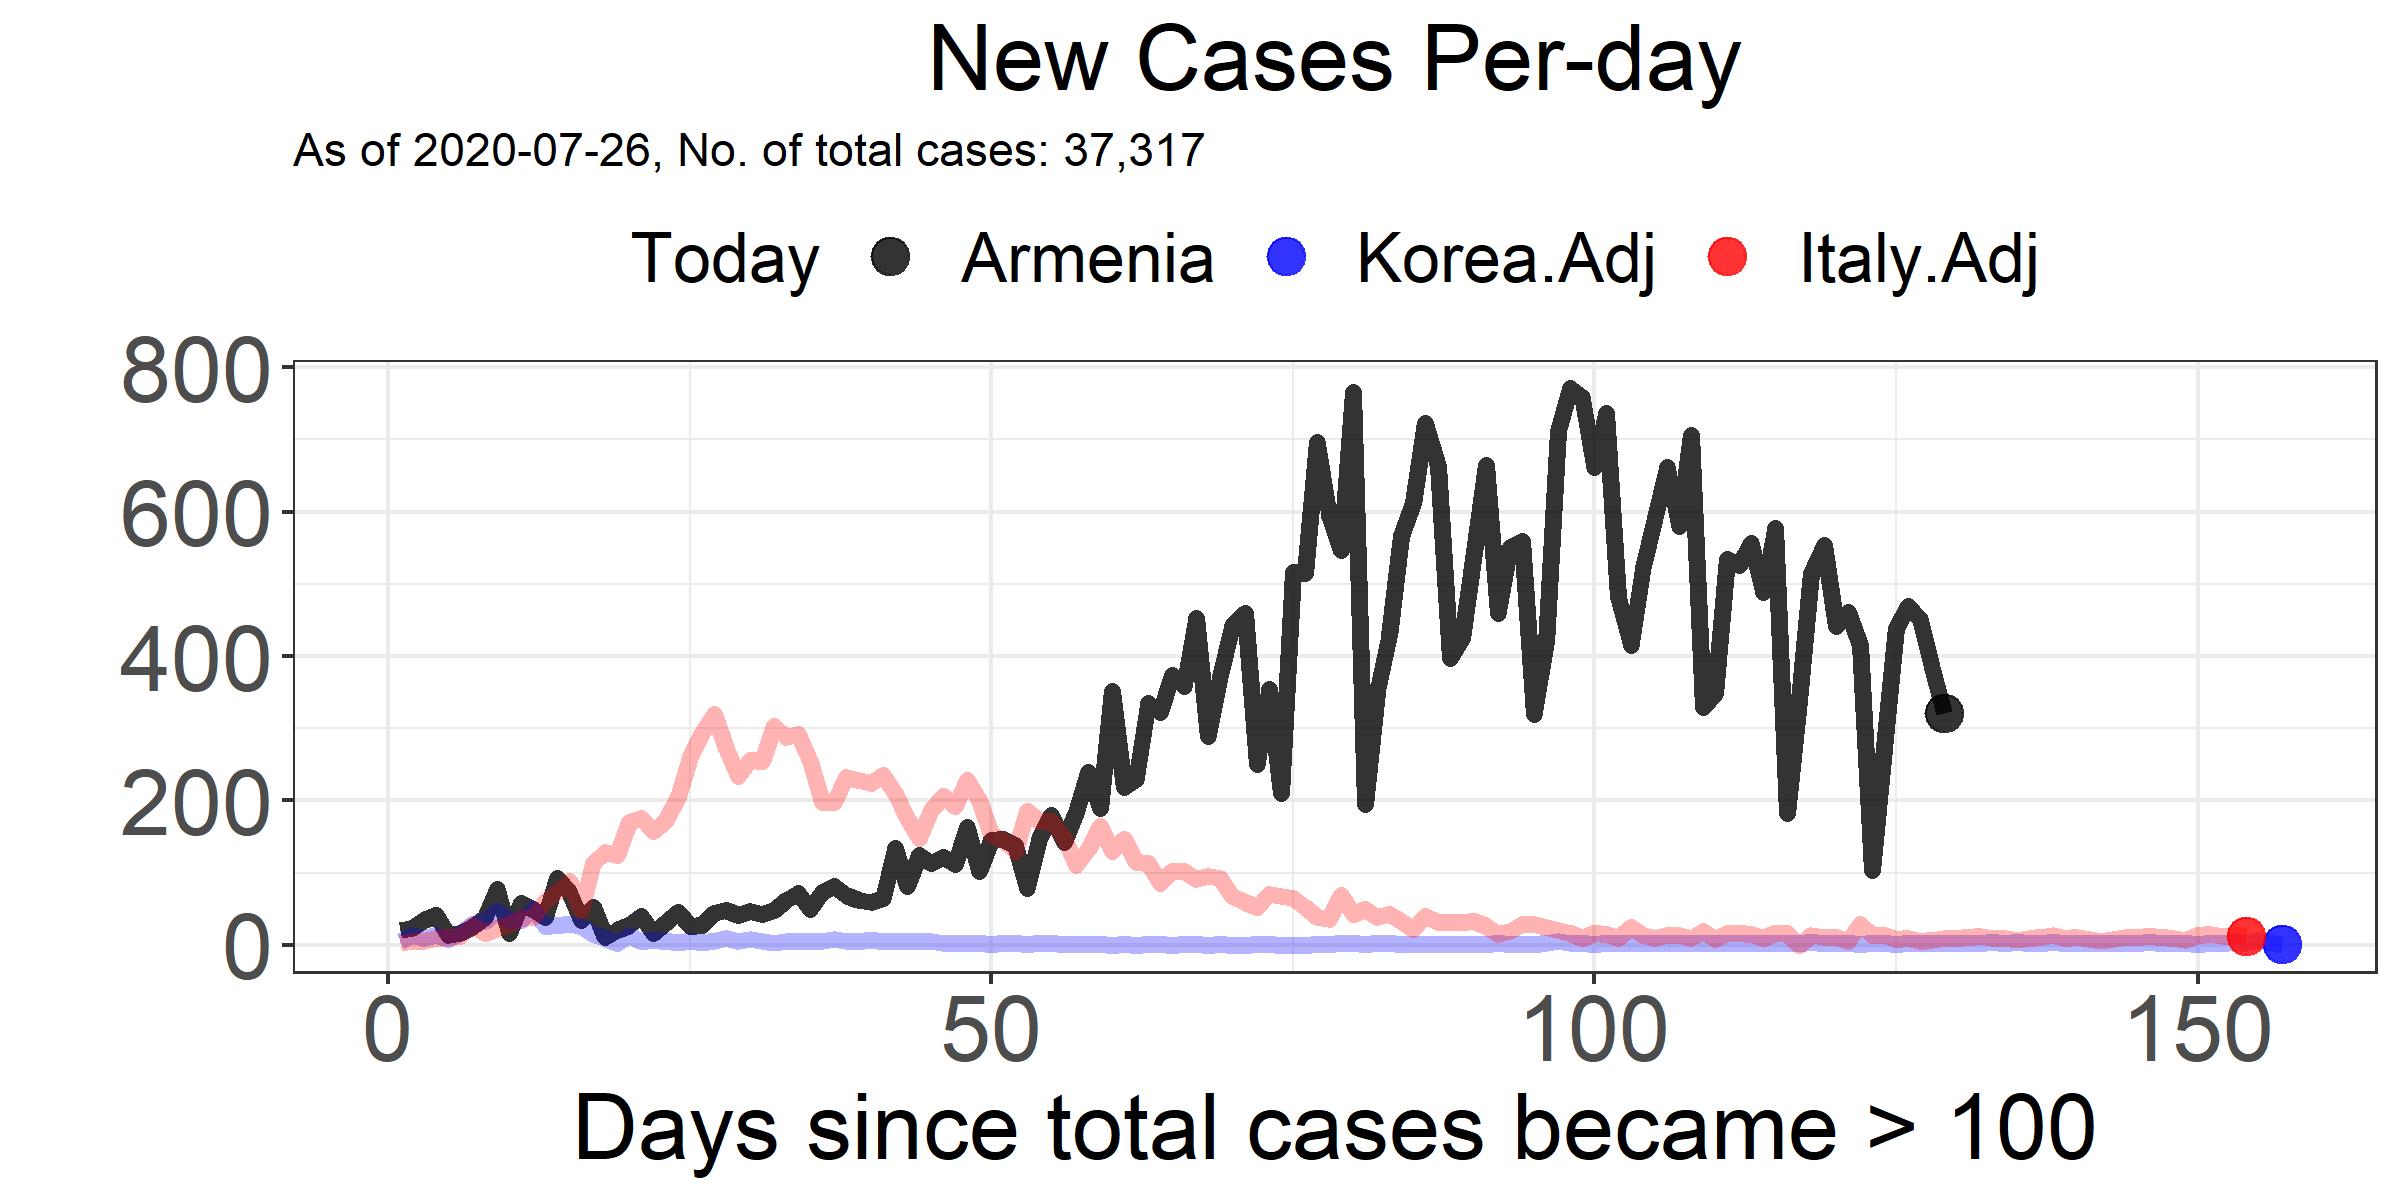 New Cases Per-day
As of 2020-07-26, No. of total cases: 37,317
Today Armenia Korea.Adj Italy.Adj
800
600
400
200
0
0 50 100 150
Days since total cases became > 100